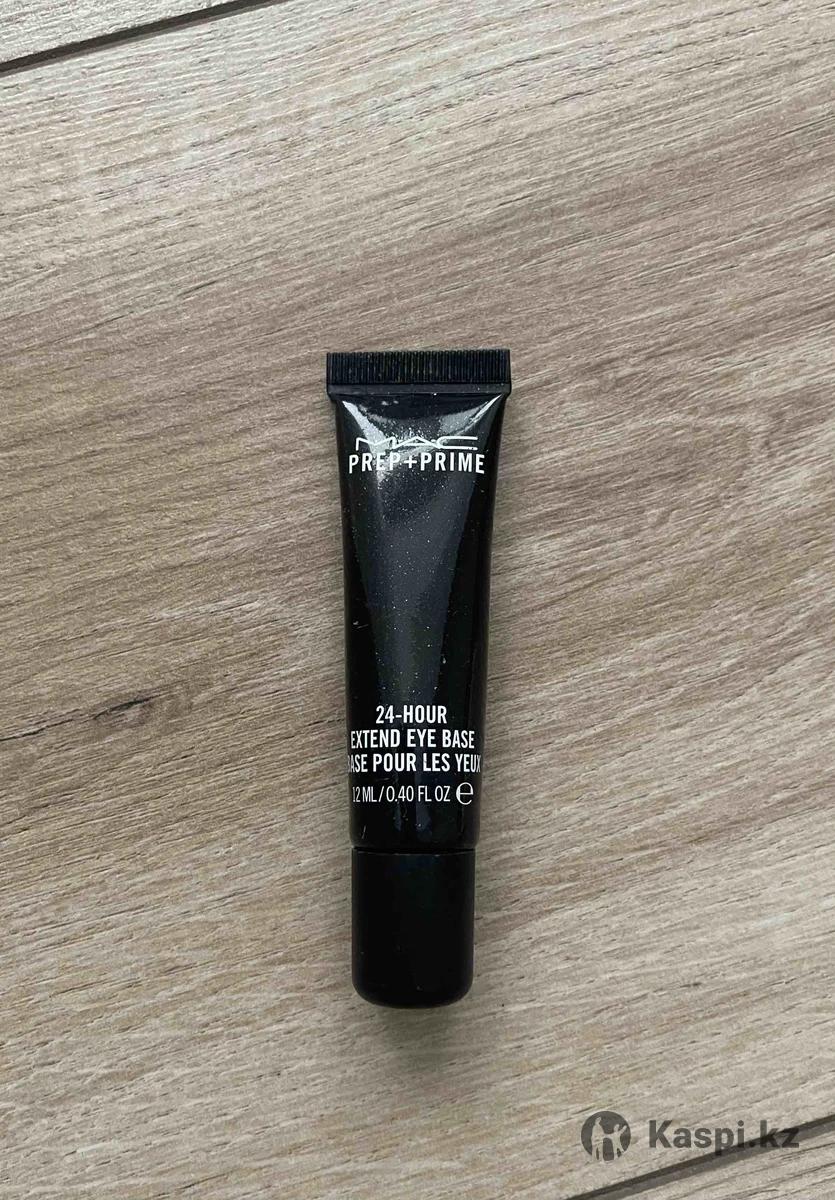 MAC
PREP+PRIME
24-HOUR
EXTEND EYE BASE
BASE POUR LES YEUX
12 ML/0.40 FL OZ e
Kaspi.kz